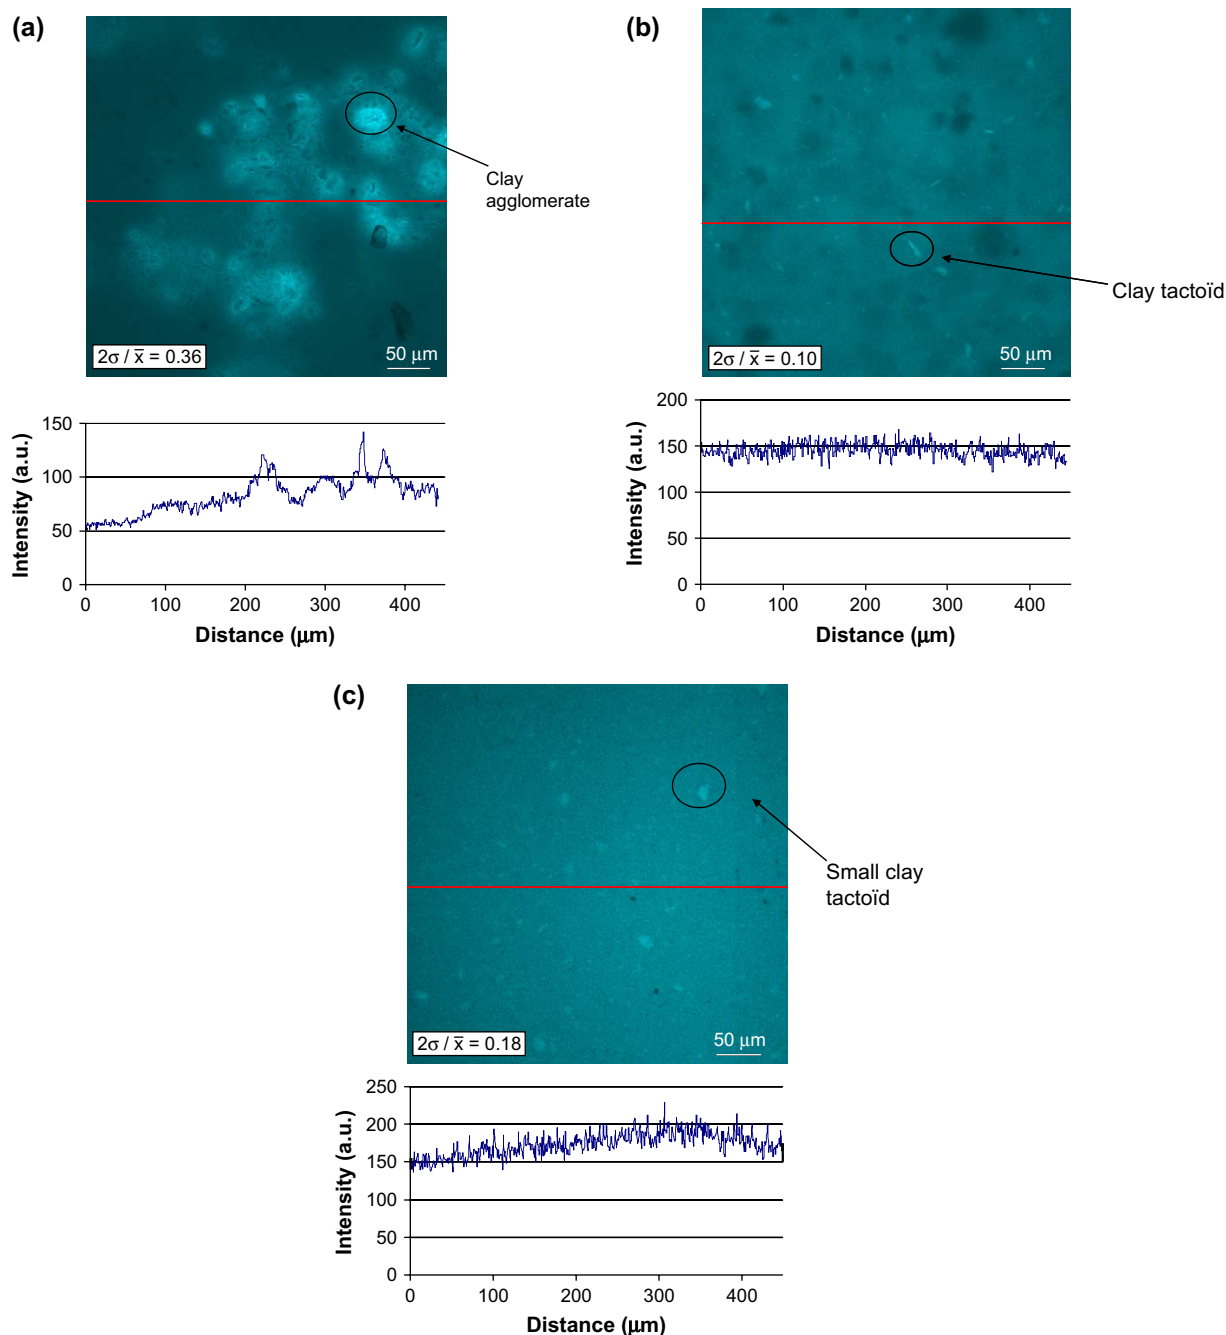 (a)
Clay
agglomerate
2σ / x̄ = 0.36
50 μm
150
100
50
0
Intensity (a.u.)
0 100 200 300 400
Distance (μm)
(b)
Clay tactoïd
2σ / x̄ = 0.10
50 μm
200
150
100
50
0
Intensity (a.u.)
0 100 200 300 400
Distance (μm)
(c)
Small clay
tactoïd
2σ / x̄ = 0.18
50 μm
250
200
150
100
50
0
Intensity (a.u.)
0 100 200 300 400
Distance (μm)